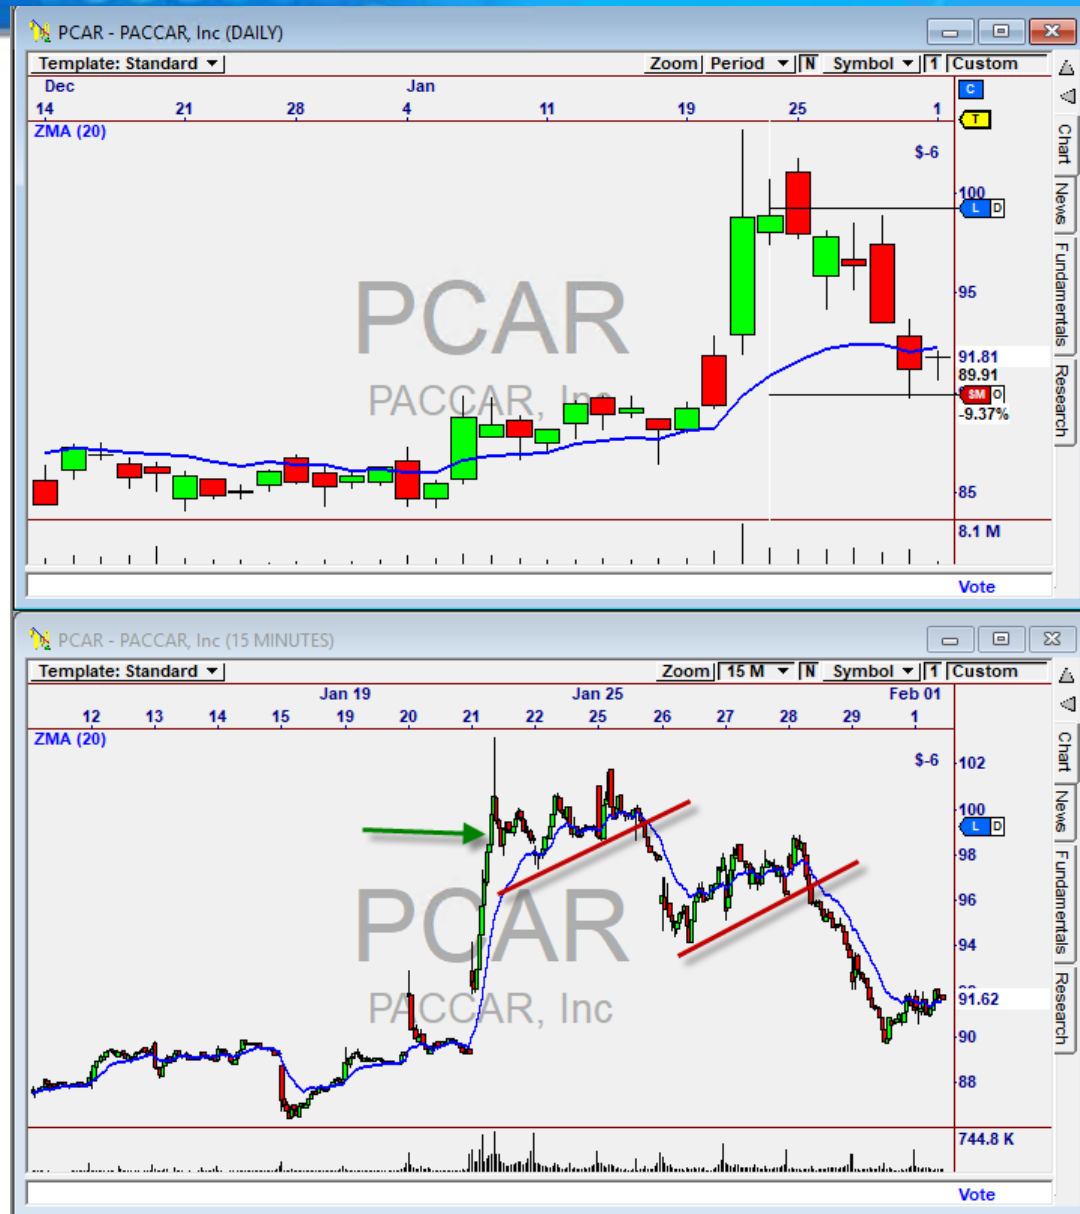 PCAR - PACCAR, Inc (DAILY)
Template: Standard Zoom Period N Symbol 1 Custom
Dec Jan
14 21 28 4 11 19 25 1
C
T
ZMA (20)
$-6
100
L D
95
91.81
89.91
$M O
-9.37%
85
PCAR
PACCAR, Inc
8.1 M
Vote
Chart
News
Fundamentals
Research
PCAR - PACCAR, Inc (15 MINUTES)
Template: Standard Zoom 15 M N Symbol 1 Custom
Jan 19 Jan 25 Feb 01
12 13 14 15 19 20 21 22 25 26 27 28 29 1
ZMA (20)
$-6
102
100
L D
98
96
94
91.62
90
88
PCAR
PACCAR, Inc
744.8 K
Vote
Chart
News
Fundamentals
Research